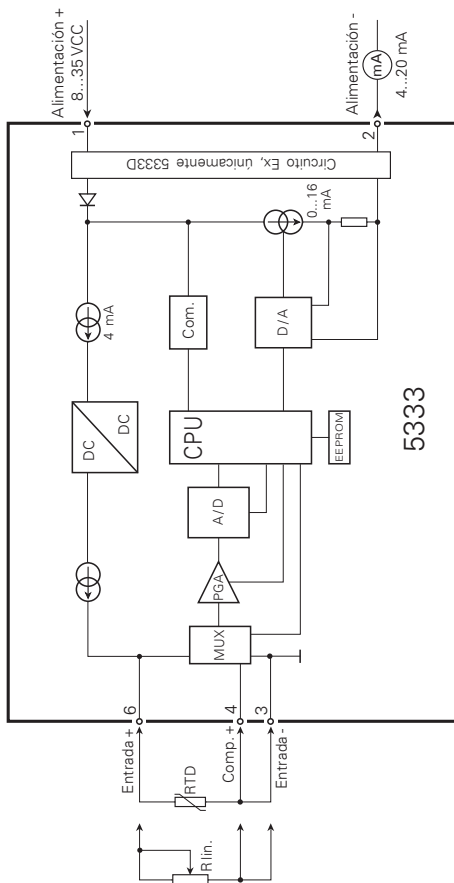 Alimentación +
8...35 VCC
Alimentación -
mA
4...20 mA
1
2
Circuito Ex, únicamente 5333D
0...16
mA
4 mA
Com.
D/A
DC
DC
CPU
EEPROM
A/D
PGA
MUX
5333
6
4
3
Entrada +
Comp. +
Entrada -
RTD
R lin.